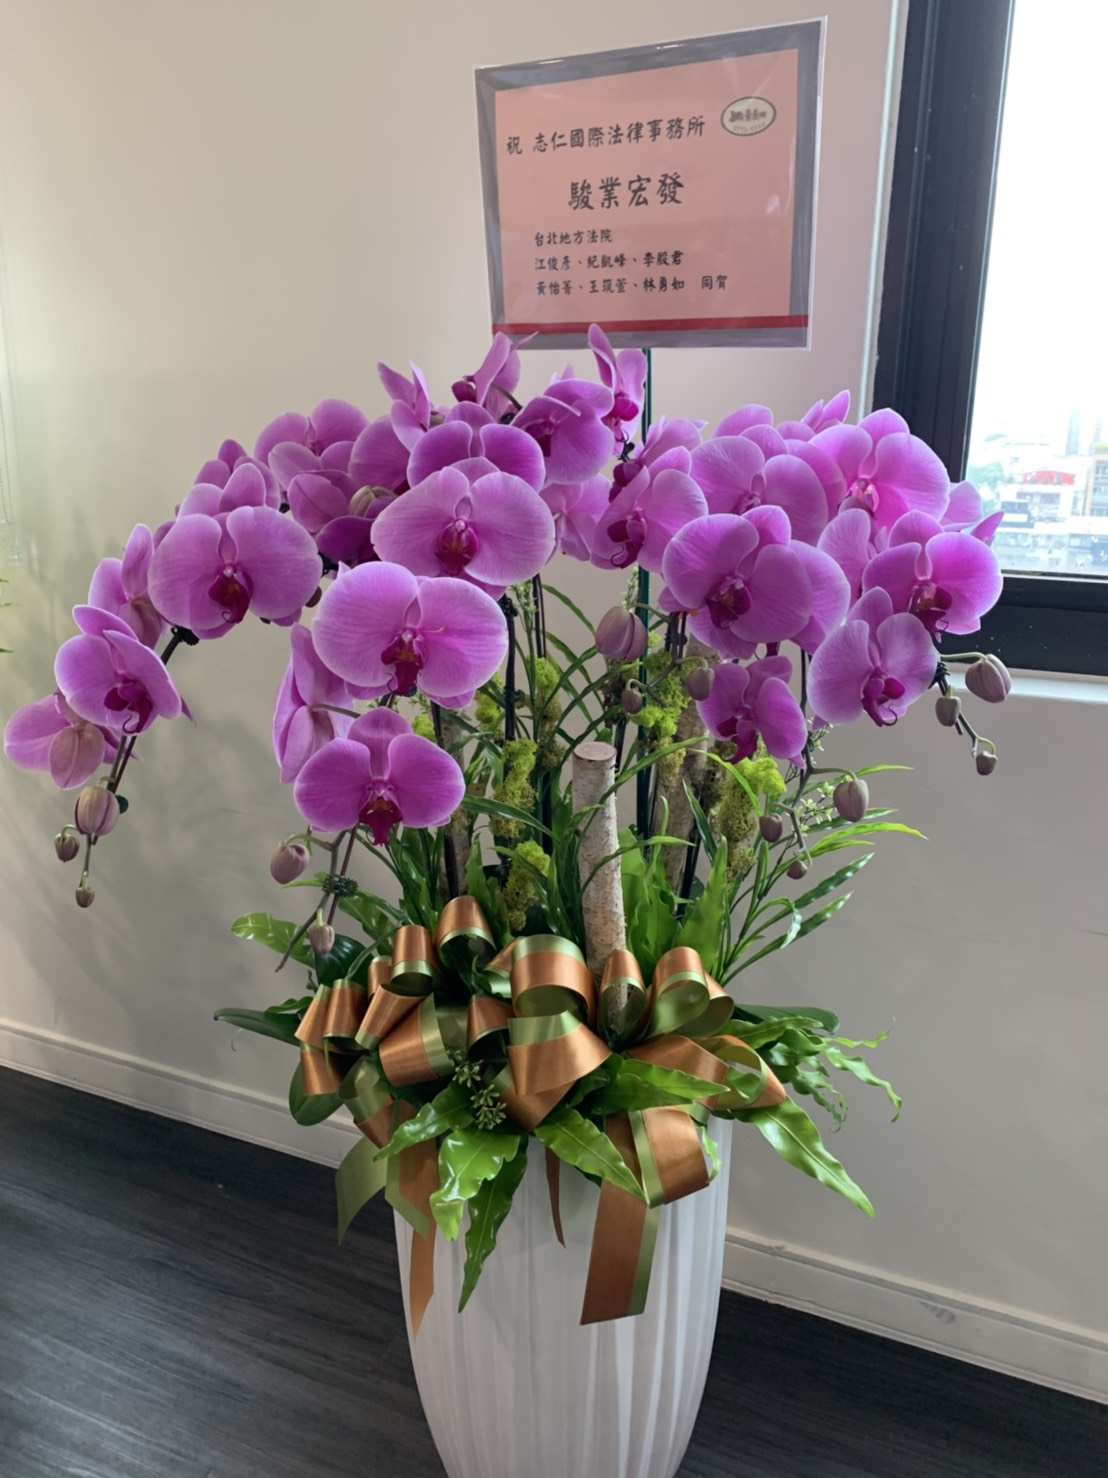 祝 志仁國際法律事務所
駿業宏發
台北地方法院
江俊彥、紀凱峰、李殷君
黃怡菁、王筑萱、林勇如 同賀